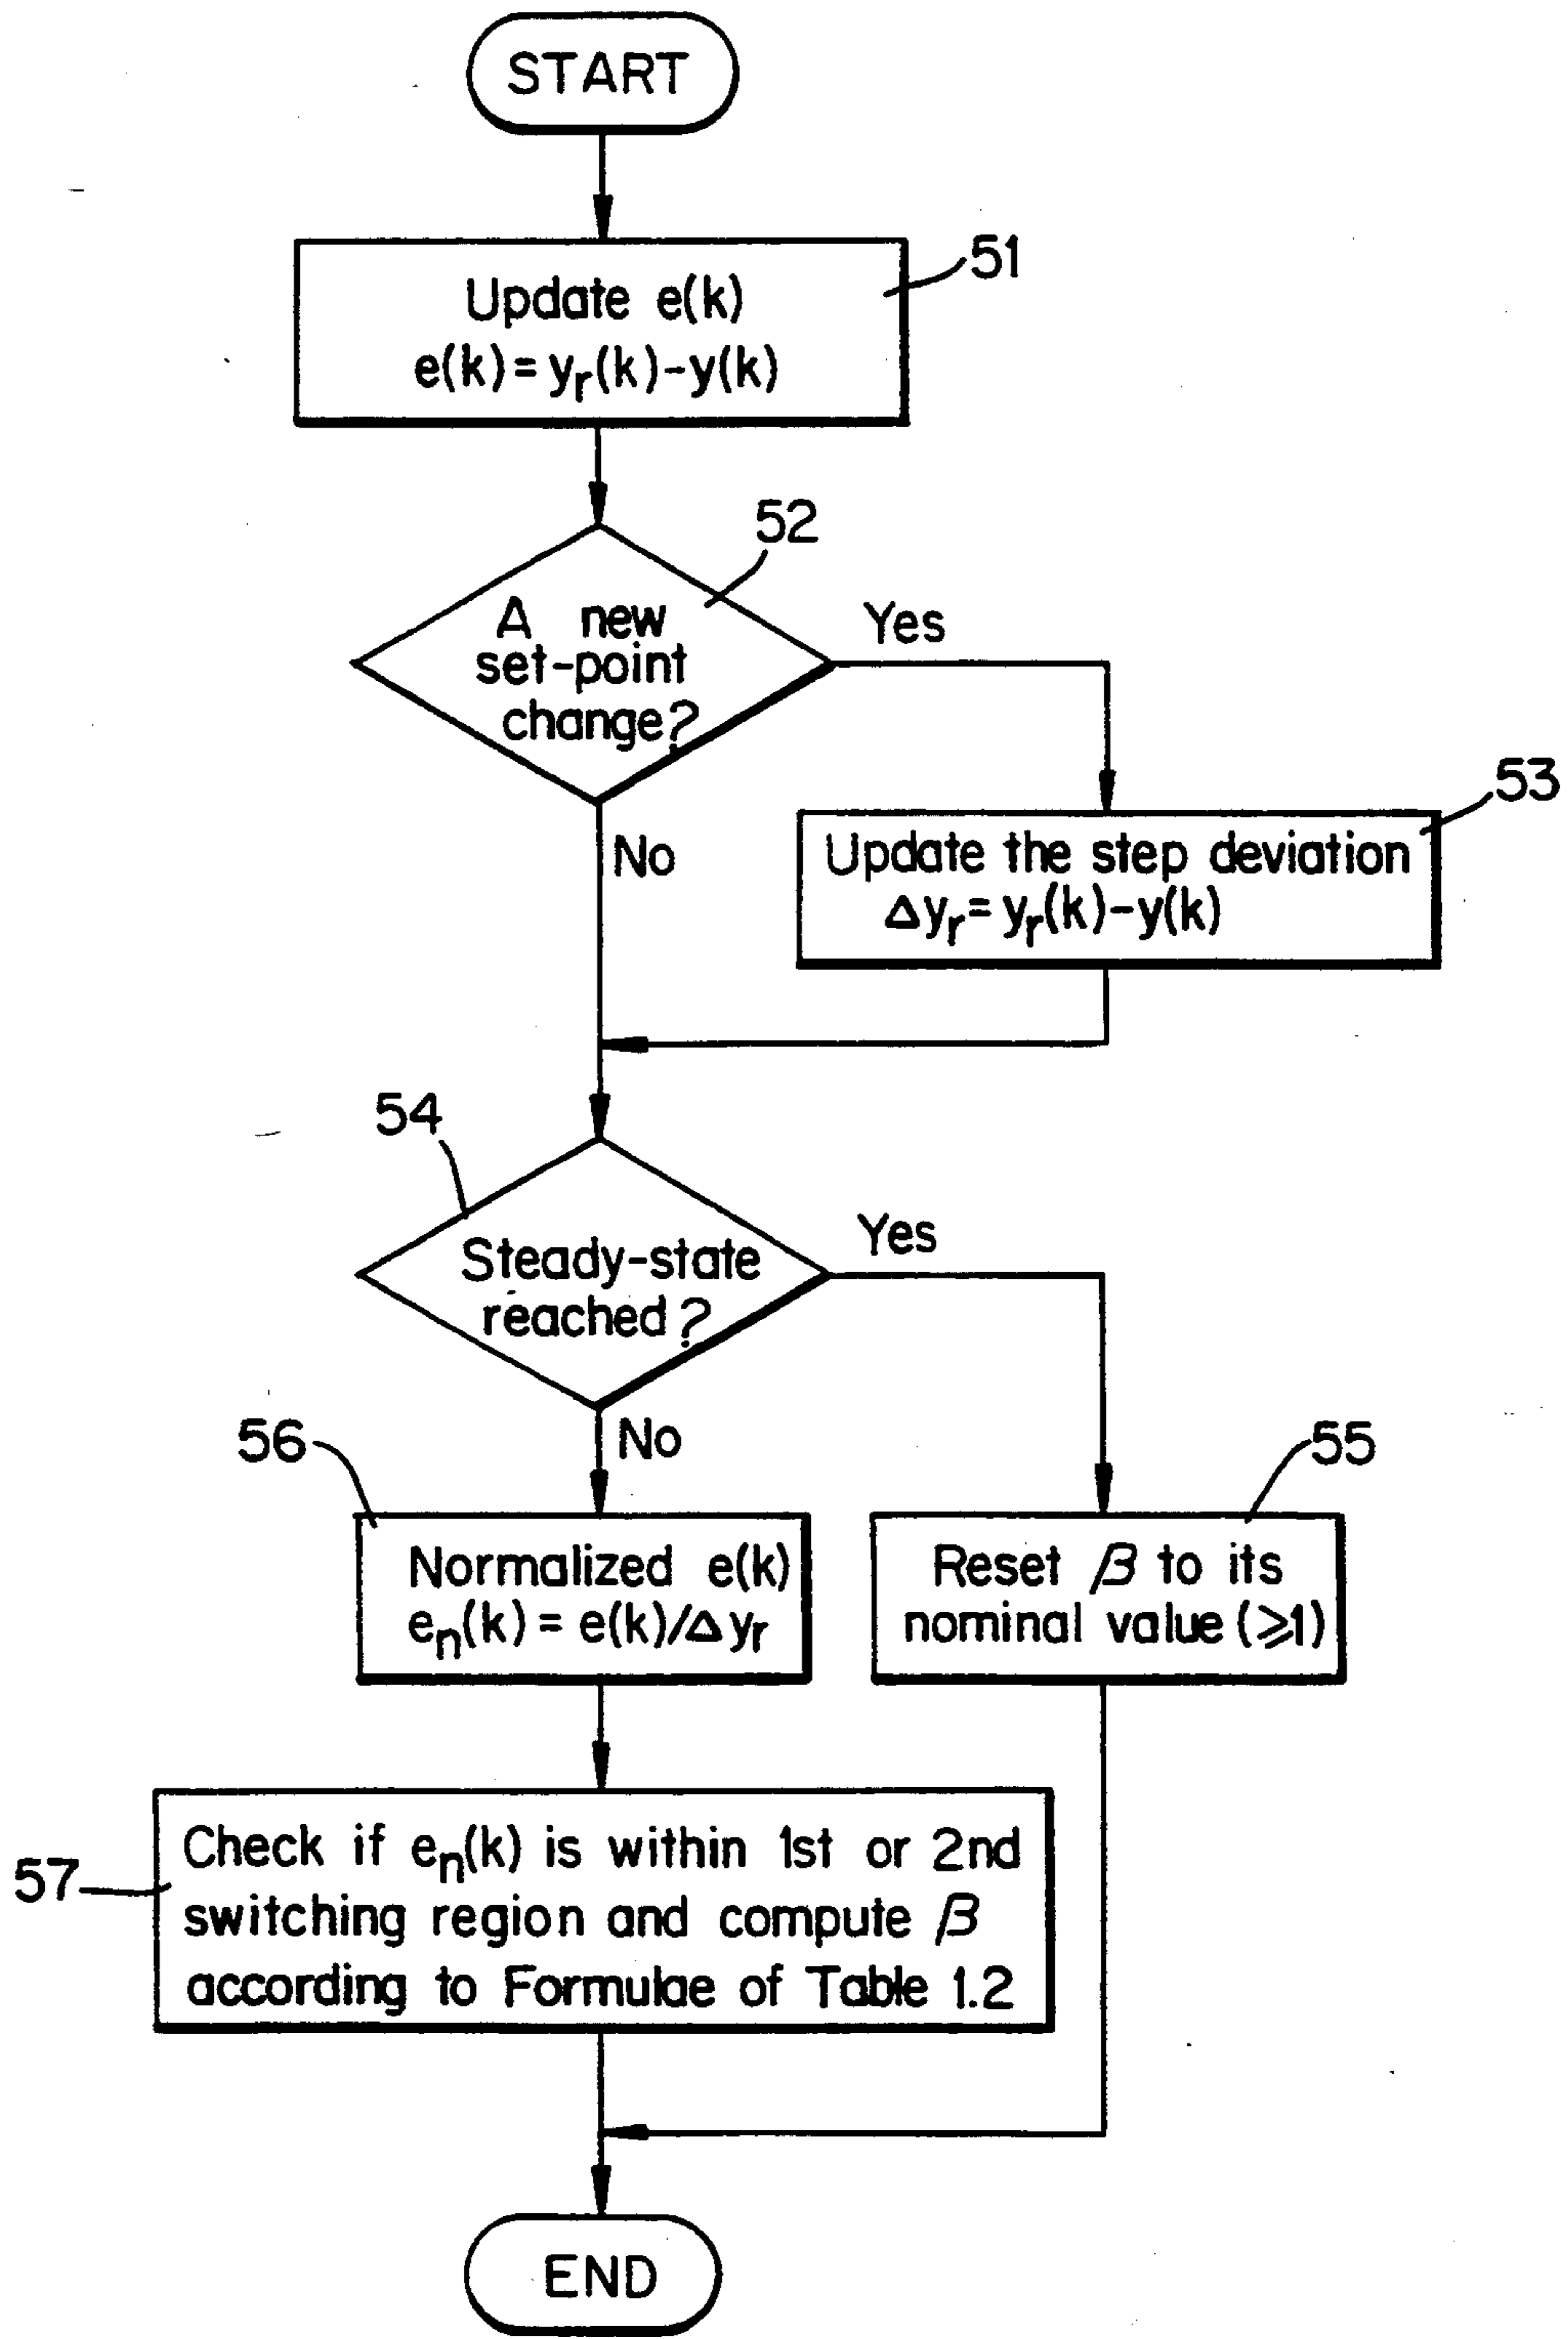 START
51
Update e(k)
e(k)=yr(k)-y(k)
52
A new
set-point
change?
Yes
No
53
Update the step deviation
Δyr=yr(k)-y(k)
54
Steady-state
reached?
Yes
No
56
Normalized e(k)
en(k)=e(k)/Δyr
55
Reset β to its
nominal value (⩾1)
57
Check if en(k) is within 1st or 2nd
switching region and compute β
according to Formulae of Table 1.2
END